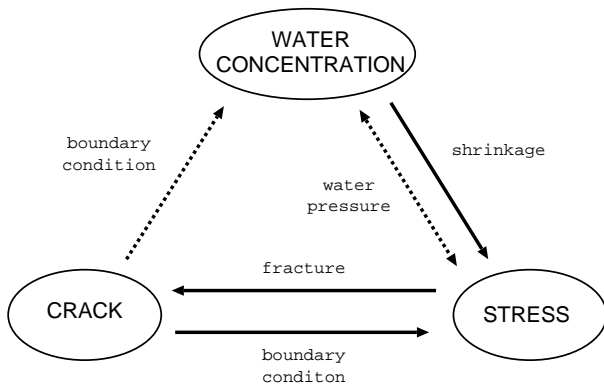 WATER
CONCENTRATION
boundary
condition
shrinkage
water
pressure
fracture
CRACK
STRESS
boundary
conditon